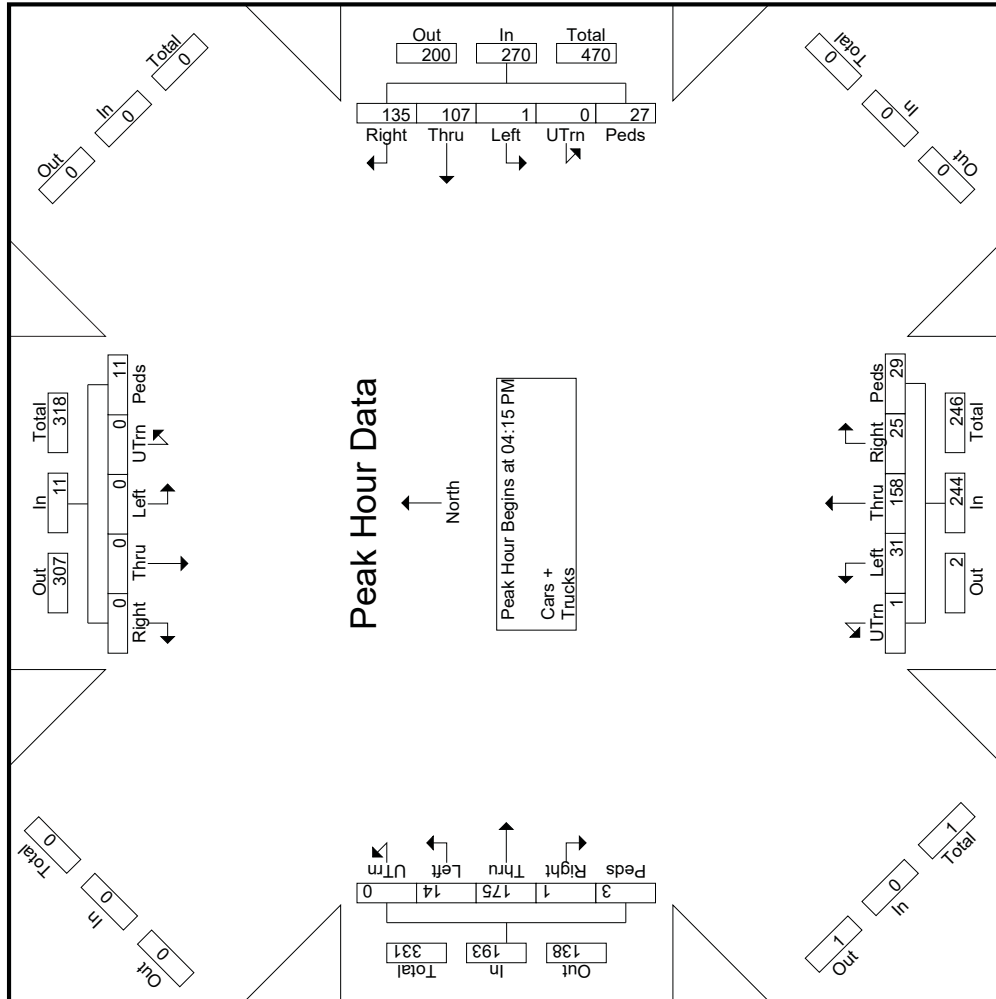 Out In Total
200 270 470
135 107 1 0 27
Right Thru Left UTrn Peds
Total
0
In
0
Out
0
Total
0
In
0
Out
0
Total
318
In
11
Out
307
11 0 0 0 0
Peds UTrn Left Thru Right
Peak Hour Data
North
Peak Hour Begins at 04:15 PM
Cars +
Trucks
Peds Right Thru Left UTrn
29 25 158 31 1
246
Total
244
In
2
Out
UTrn Left Thru Right Peds
0 14 175 1 3
331 193 138
Total In Out
0
Total
0
In
0
Out
1
Total
0
In
1
Out